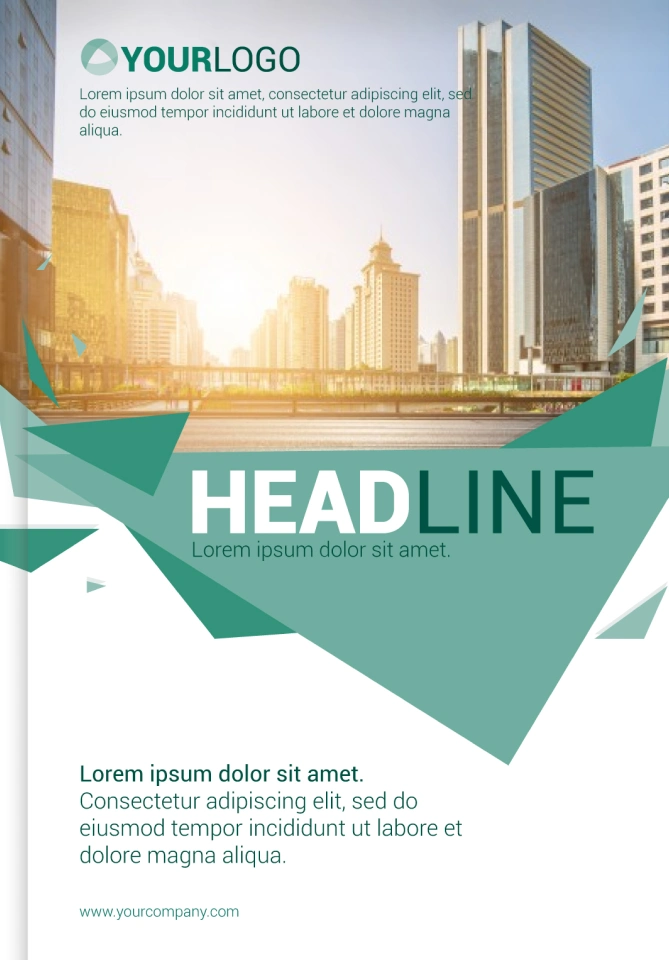 YOURLOGO
Lorem ipsum dolor sit amet, consectetur adipiscing elit, sed
do eiusmod tempor incididunt ut labore et dolore magna
aliqua.
HEADLINE
Lorem ipsum dolor sit amet.
Lorem ipsum dolor sit amet.
Consectetur adipiscing elit, sed do
eiusmod tempor incididunt ut labore et
dolore magna aliqua.
www.yourcompany.com